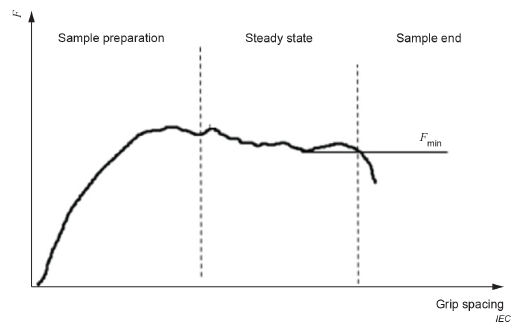 F
Sample preparation
Steady state
Sample end
Fmin
Grip spacing
IEC